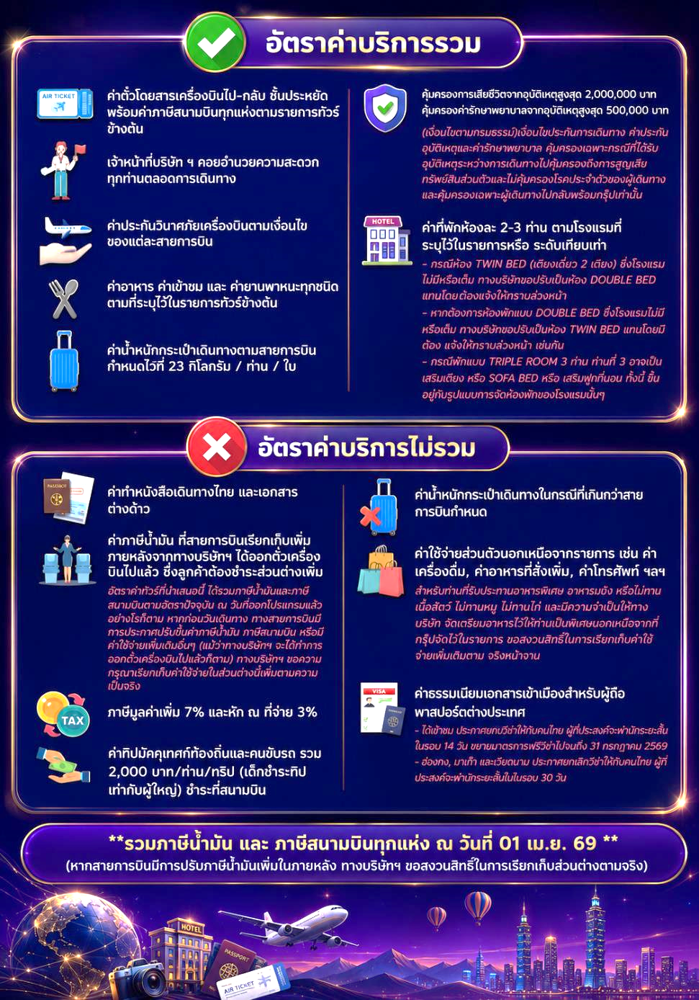 อัตราค่าบริการรวม
AIR TICKET
ค่าตั๋วโดยสารเครื่องบินไป-กลับ ชั้นประหยัด
พร้อมค่าภาษีสนามบินทุกแห่งตามรายการทัวร์
ข้างต้น
เจ้าหน้าที่บริษัท ฯ คอยอำนวยความสะดวก
ทุกท่านตลอดการเดินทาง
ค่าประกันวินาศภัยเครื่องบินตามเงื่อนไข
ของแต่ละสายการบิน
ค่าอาหาร ค่าเข้าชม และ ค่ายานพาหนะทุกชนิด
ตามที่ระบุไว้ในรายการทัวร์ข้างต้น
ค่าน้ำหนักกระเป๋าเดินทางตามสายการบิน
กำหนดไว้ที่ 23 กิโลกรัม / ท่าน / ใบ
คุ้มครองการเสียชีวิตจากอุบัติเหตุสูงสุด 2,000,000 บาท
คุ้มครองค่ารักษาพยาบาลจากอุบัติเหตุสูงสุด 500,000 บาท
(เงื่อนไขตามกรมธรรม์)เงื่อนไขประกันการเดินทาง ค่าประกัน
อุบัติเหตุและค่ารักษาพยาบาล คุ้มครองเฉพาะกรณีที่ได้รับ
อุบัติเหตุระหว่างการเดินทางไปคุ้มครองถึงการสูญเสีย
ทรัพย์สินส่วนตัวและไม่คุ้มครองโรคประจำตัวของผู้เดินทาง
และคุ้มครองเฉพาะผู้เดินทางไปกลับพร้อมกรุ๊ปเท่านั้น
HOTEL
ค่าที่พักห้องละ 2-3 ท่าน ตามโรงแรมที่
ระบุไว้ในรายการหรือ ระดับเทียบเท่า
- กรณีห้อง TWIN BED (เตียงเดี่ยว 2 เตียง) ซึ่งโรงแรม
ไม่มีหรือเต็ม ทางบริษัทขอปรับเป็นห้อง DOUBLE BED
แทนโดยต้องแจ้งให้ทราบล่วงหน้า
- หากต้องการห้องพักแบบ DOUBLE BED ซึ่งโรงแรมไม่มี
หรือเต็ม ทางบริษัทขอปรับเป็นห้อง TWIN BED แทนโดยมิ
ต้อง แจ้งให้ทราบล่วงหน้า เช่นกัน
- กรณีพักแบบ TRIPLE ROOM 3 ท่าน ท่านที่ 3 อาจเป็น
เสริมเตียง หรือ SOFA BED หรือ เสริมฟูกที่นอน ทั้งนี้ ขึ้น
อยู่กับรูปแบบการจัดห้องพักของโรงแรมนั้นๆ
อัตราค่าบริการไม่รวม
ค่าทำหนังสือเดินทางไทย และเอกสาร
ต่างด้าว
ค่าภาษีน้ำมัน ที่สายการบินเรียกเก็บเพิ่ม
ภายหลังจากทางบริษัทฯ ได้ออกตั๋วเครื่อง
บินไปแล้ว ซึ่งลูกค้าต้องชำระส่วนต่างเพิ่ม
อัตราค่าทัวร์ที่นำเสนอนี้ ได้รวมภาษีน้ำมันและภาษี
สนามบินตามอัตราปัจจุบัน ณ วันที่ออกโปรแกรมแล้ว
อย่างไรก็ตาม หากก่อนวันเดินทาง ทางสายการบินมี
การประกาศปรับขึ้นค่าภาษีน้ำมัน ภาษีสนามบิน หรือมี
ค่าใช้จ่ายเพิ่มเติมอื่นๆ (แม้ว่าทางบริษัทฯ จะได้ทำการ
ออกตั๋วเครื่องบินไปแล้วก็ตาม) ทางบริษัทฯ ขอความ
กรุณาเรียกเก็บค่าใช้จ่ายในส่วนต่างนี้เพิ่มตามความ
เป็นจริง
TAX
ภาษีมูลค่าเพิ่ม 7% และหัก ณ ที่จ่าย 3%
ค่าทิปมัคคุเทศก์ท้องถิ่นและคนขับรถ รวม
2,000 บาท/ท่าน/ทริป (เด็กชำระทิป
เท่ากับผู้ใหญ่) ชำระที่สนามบิน
ค่าน้ำหนักกระเป๋าเดินทางในกรณีที่เกินกว่าสาย
การบินกำหนด
ค่าใช้จ่ายส่วนตัวนอกเหนือจากรายการ เช่น ค่า
เครื่องดื่ม, ค่าอาหารที่สั่งเพิ่ม, ค่าโทรศัพท์ ฯลฯ
สำหรับท่านที่รับประทานอาหารพิเศษ อาหารมัง หรือไม่ทาน
เนื้อสัตว์ ไม่ทานหมู ไม่ทานไก่ และมีความจำเป็นให้ทาง
บริษัท จัดเตรียมอาหารไว้ให้ท่านเป็นพิเศษนอกเหนือจากที่
กรุ๊ปจัดไว้ในรายการ ขอสงวนสิทธิ์ในการเรียกเก็บค่าใช้
จ่ายเพิ่มเติมตาม จริงหน้างาน
VISA
ค่าธรรมเนียมเอกสารเข้าเมืองสำหรับผู้ถือ
พาสปอร์ตต่างประเทศ
- ได้เข้าชม ประกาศยกบวีซ่าให้กับคนไทย ผู้ที่ประสงค์จะพำนักระยะสั้น
ในรอบ 14 วัน ขยายมาตรการฟรีวีซ่าไปจนถึง 31 กรกฎาคม 2569
- ฮ่องกง, มาเก๊า และเวียดนาม ประกาศยกเลิกวีซ่าให้กับคนไทย ผู้ที่
ประสงค์จะพำนักระยะสั้นในในรอบ 30 วัน
**รวมภาษีน้ำมัน และ ภาษีสนามบินทุกแห่ง ณ วันที่ 01 เม.ย. 69 **
(หากสายการบินมีการปรับภาษีน้ำมันเพิ่มในภายหลัง ทางบริษัทฯ ขอสงวนสิทธิ์ในการเรียกเก็บส่วนต่างตามจริง)
HOTEL
PASSPORT
AIR TICKET